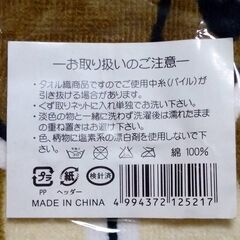 ―お取り扱いのご注意―
・タオル織商品ですのでご使用中糸(パイル)が
引き抜ける場合があります。
・くず取りネットに入れ単独でお洗い下さい。
・淡色の物と一緒に洗わず洗濯後は濡れたまま
の重ね置きはお避け下さい。
・色、柄物に塩素系の漂白剤は使用しないで下
さい。
綿 100%
プラ
紙
検針済
PP
ヘッダー
MADE IN CHINA
4 994372 125217